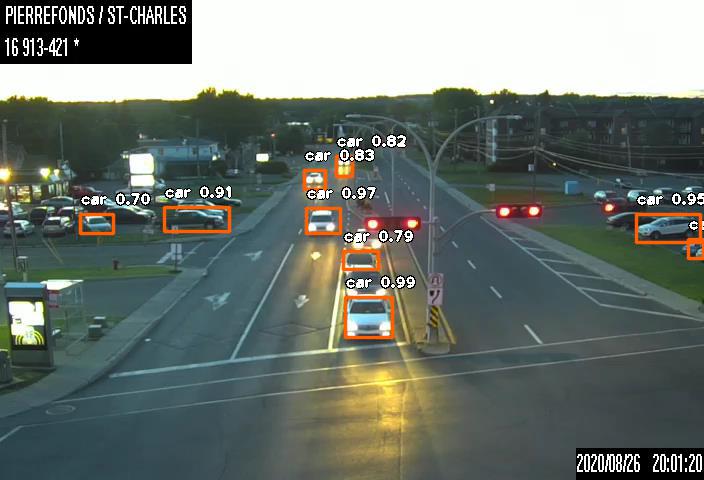 PIERREFONDS / ST-CHARLES
16 913-421 *
car 0.82
car 0.83
car 0.70
car 0.91
car 0.97
car 0.95
car 0.79
car 0.99
2020/08/26 20:01:20